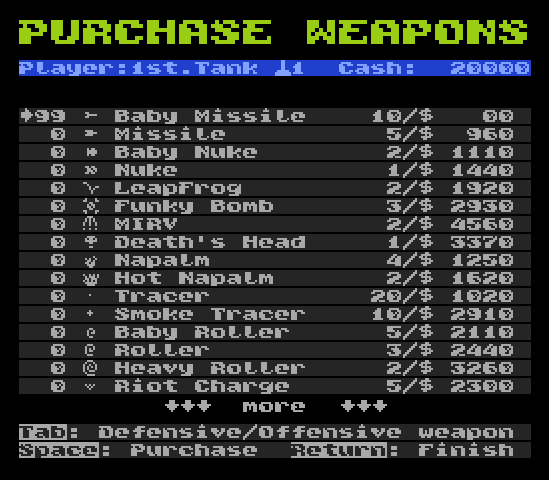 PURCHASE WEAPONS
Player:1st.Tank 1 Cash: 20000
99 Baby Missile 10/$ 00
0 Missile 5/$ 960
0 Baby Nuke 2/$ 1110
0 Nuke 1/$ 1440
0 LeapFrog 2/$ 1920
0 Funky Bomb 3/$ 2930
0 MIRV 2/$ 4560
0 Death's Head 1/$ 3370
0 Napalm 4/$ 1250
0 Hot Napalm 2/$ 1620
0 Tracer 20/$ 1020
0 Smoke Tracer 10/$ 2910
0 Baby Roller 5/$ 2110
0 Roller 3/$ 2440
0 Heavy Roller 2/$ 3260
0 Riot Charge 5/$ 2300
more
Tab: Defensive/Offensive weapon
Space: Purchase Return: Finish